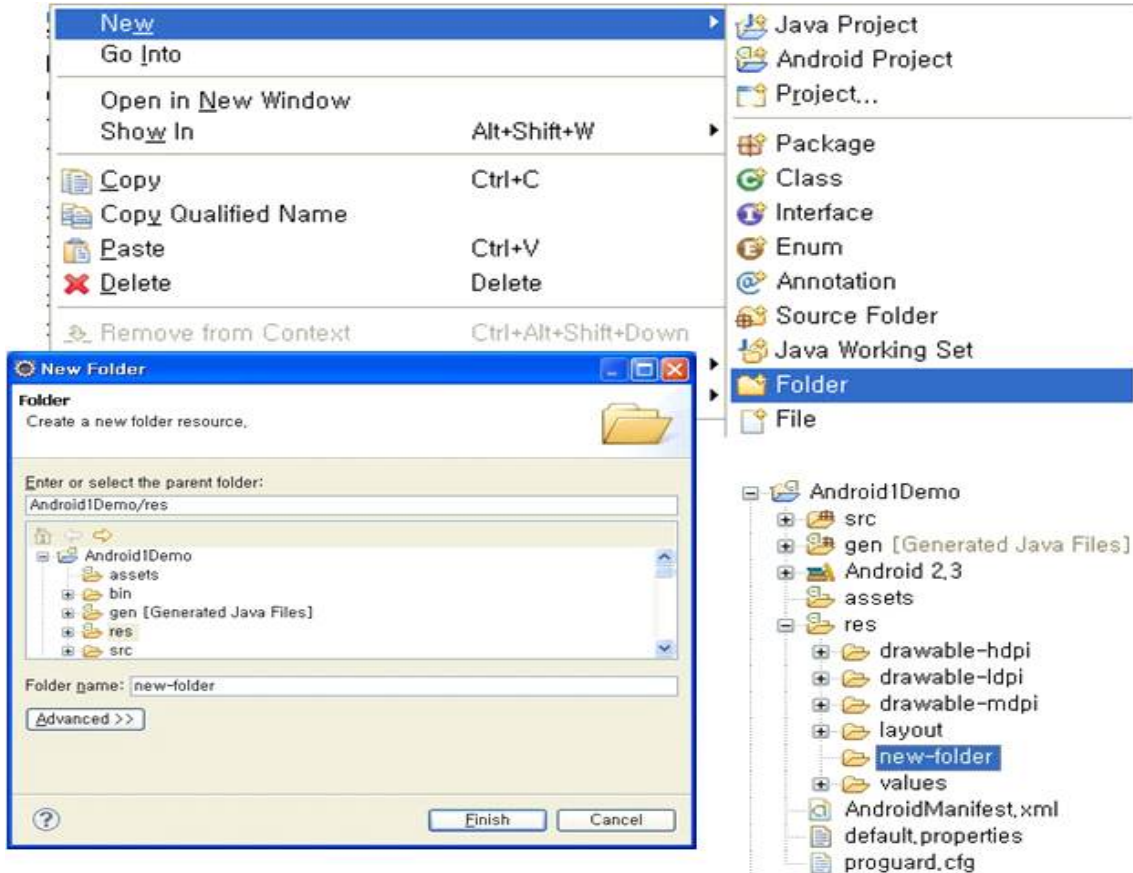 New
Go Into
Open in New Window
Show In Alt+Shift+W
Copy Ctrl+C
Copy Qualified Name
Paste Ctrl+V
Delete Delete
Remove from Context Ctrl+Alt+Shift+Down
Java Project
Android Project
Project...
Package
Class
Interface
Enum
Annotation
Source Folder
Java Working Set
Folder
File
New Folder
Folder
Create a new folder resource.
Enter or select the parent folder:
Android1Demo/res
Android1Demo
assets
bin
gen [Generated Java Files]
res
src
Folder name: new-folder
Advanced >>
Finish Cancel
Android1Demo
src
gen [Generated Java Files]
Android 2.3
assets
res
drawable-hdpi
drawable-ldpi
drawable-mdpi
layout
new-folder
values
AndroidManifest.xml
default.properties
proguard.cfg